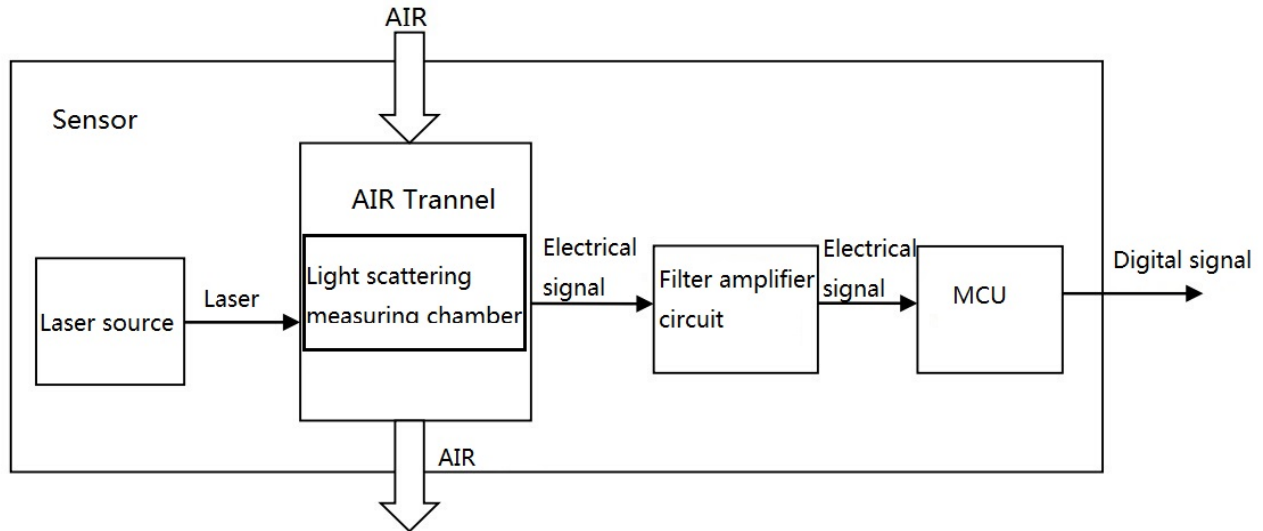 AIR
Sensor
AIR Trannel
Light scattering
measuring chamber
Laser source
Laser
Electrical
signal
Filter amplifier
circuit
Electrical
signal
MCU
Digital signal
AIR